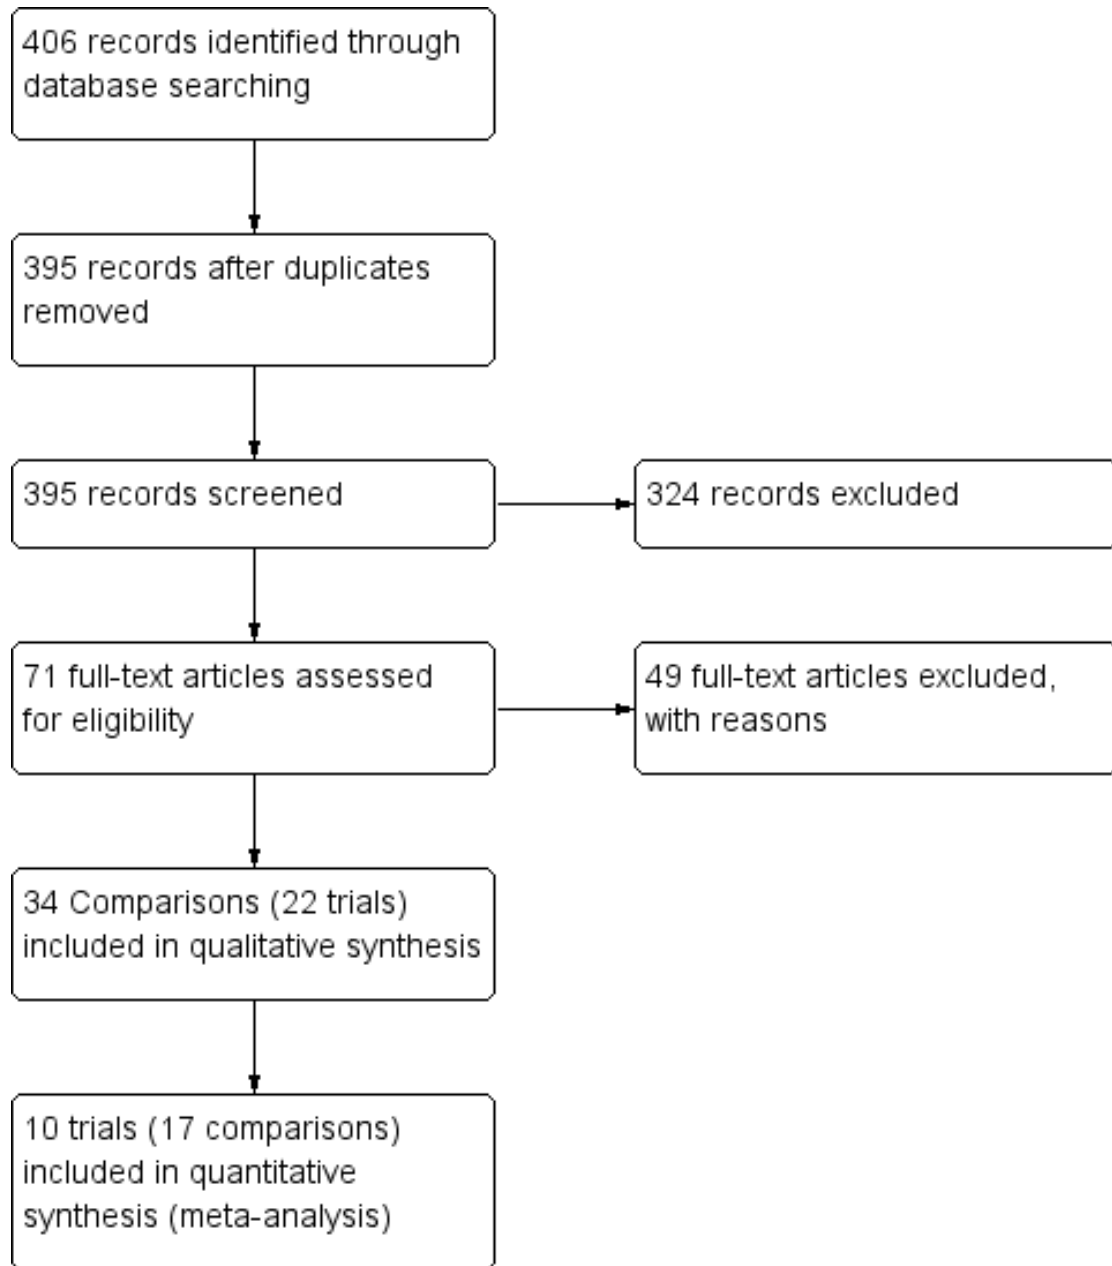 406 records identified through
database searching
395 records after duplicates
removed
395 records screened
324 records excluded
71 full-text articles assessed
for eligibility
49 full-text articles excluded,
with reasons
34 Comparisons (22 trials)
included in qualitative synthesis
10 trials (17 comparisons)
included in quantitative
synthesis (meta-analysis)